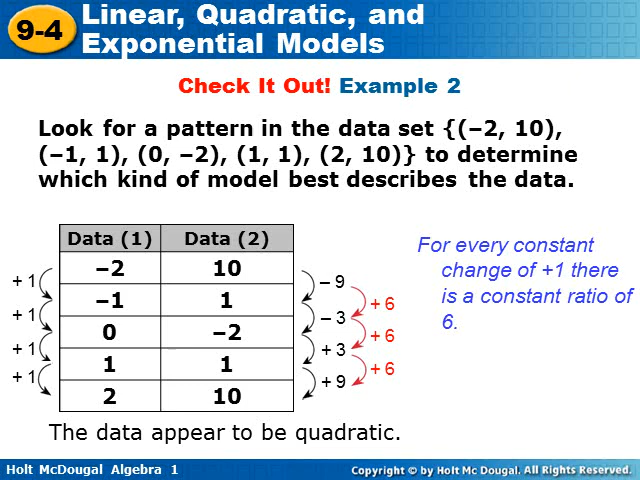 9-4
Linear, Quadratic, and
Exponential Models
Check It Out! Example 2
Look for a pattern in the data set {(–2, 10),
(–1, 1), (0, –2), (1, 1), (2, 10)} to determine
which kind of model best describes the data.
Data (1) Data (2)
–2 10
–1 1
0 –2
1 1
2 10
+ 1
+ 1
+ 1
+ 1
– 9
– 3
+ 3
+ 9
+ 6
+ 6
+ 6
For every constant
change of +1 there
is a constant ratio of
6.
The data appear to be quadratic.
Holt McDougal Algebra 1
Copyright © by Holt Mc Dougal. All Rights Reserved.